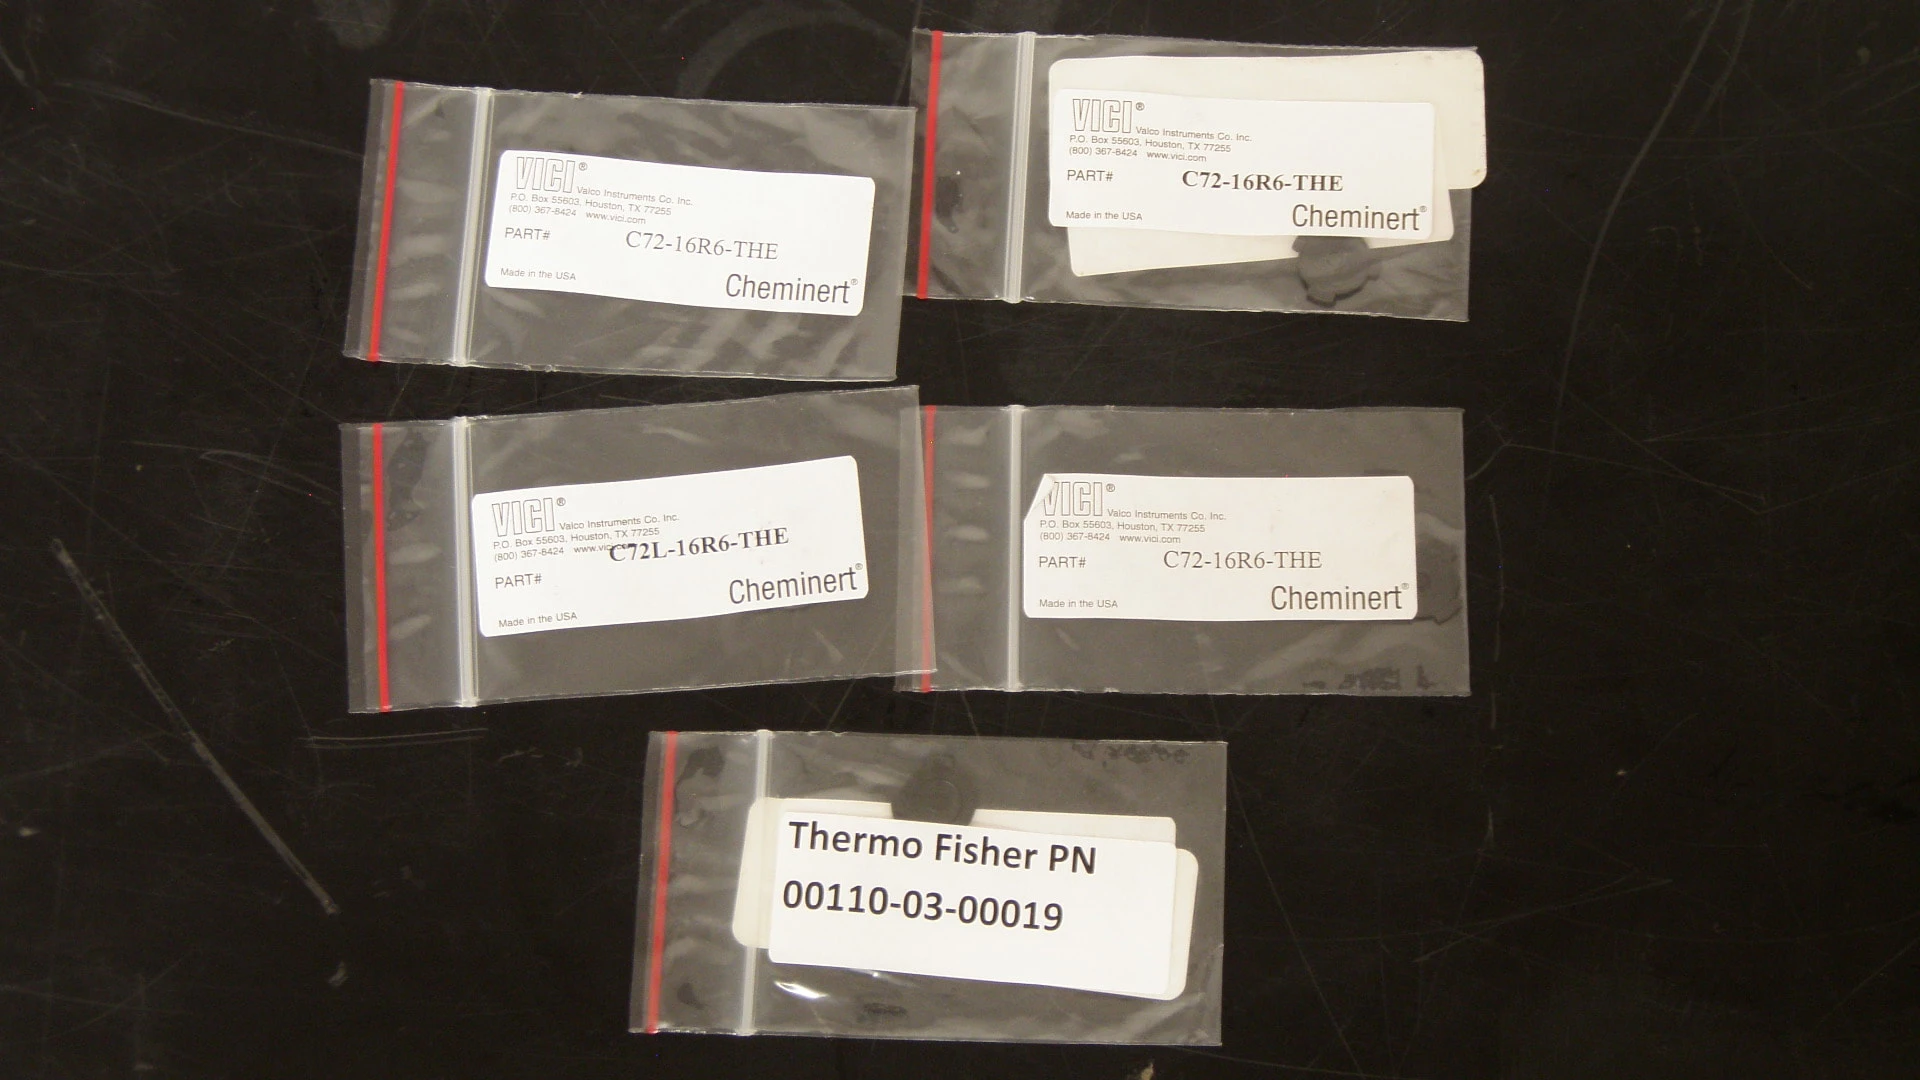 VICI®
Valco Instruments Co. Inc.
P.O. Box 55603, Houston, TX 77255
(800) 367-8424 www.vici.com
PART# C72-16R6-THE
Made in the USA
Cheminert®
VICI®
Valco Instruments Co. Inc.
P.O. Box 55603, Houston, TX 77255
(800) 367-8424 www.vici.com
PART# C72-16R6-THE
Made in the USA
Cheminert®
VICI®
Valco Instruments Co. Inc.
P.O. Box 55603, Houston, TX 77255
(800) 367-8424 www.vici.com
C72L-16R6-THE
PART#
Cheminert®
Made in the USA
VICI®
Valco Instruments Co. Inc.
P.O. Box 55603, Houston, TX 77255
(800) 367-8424 www.vici.com
PART# C72-16R6-THE
Made in the USA
Cheminert®
Thermo Fisher PN
00110-03-00019